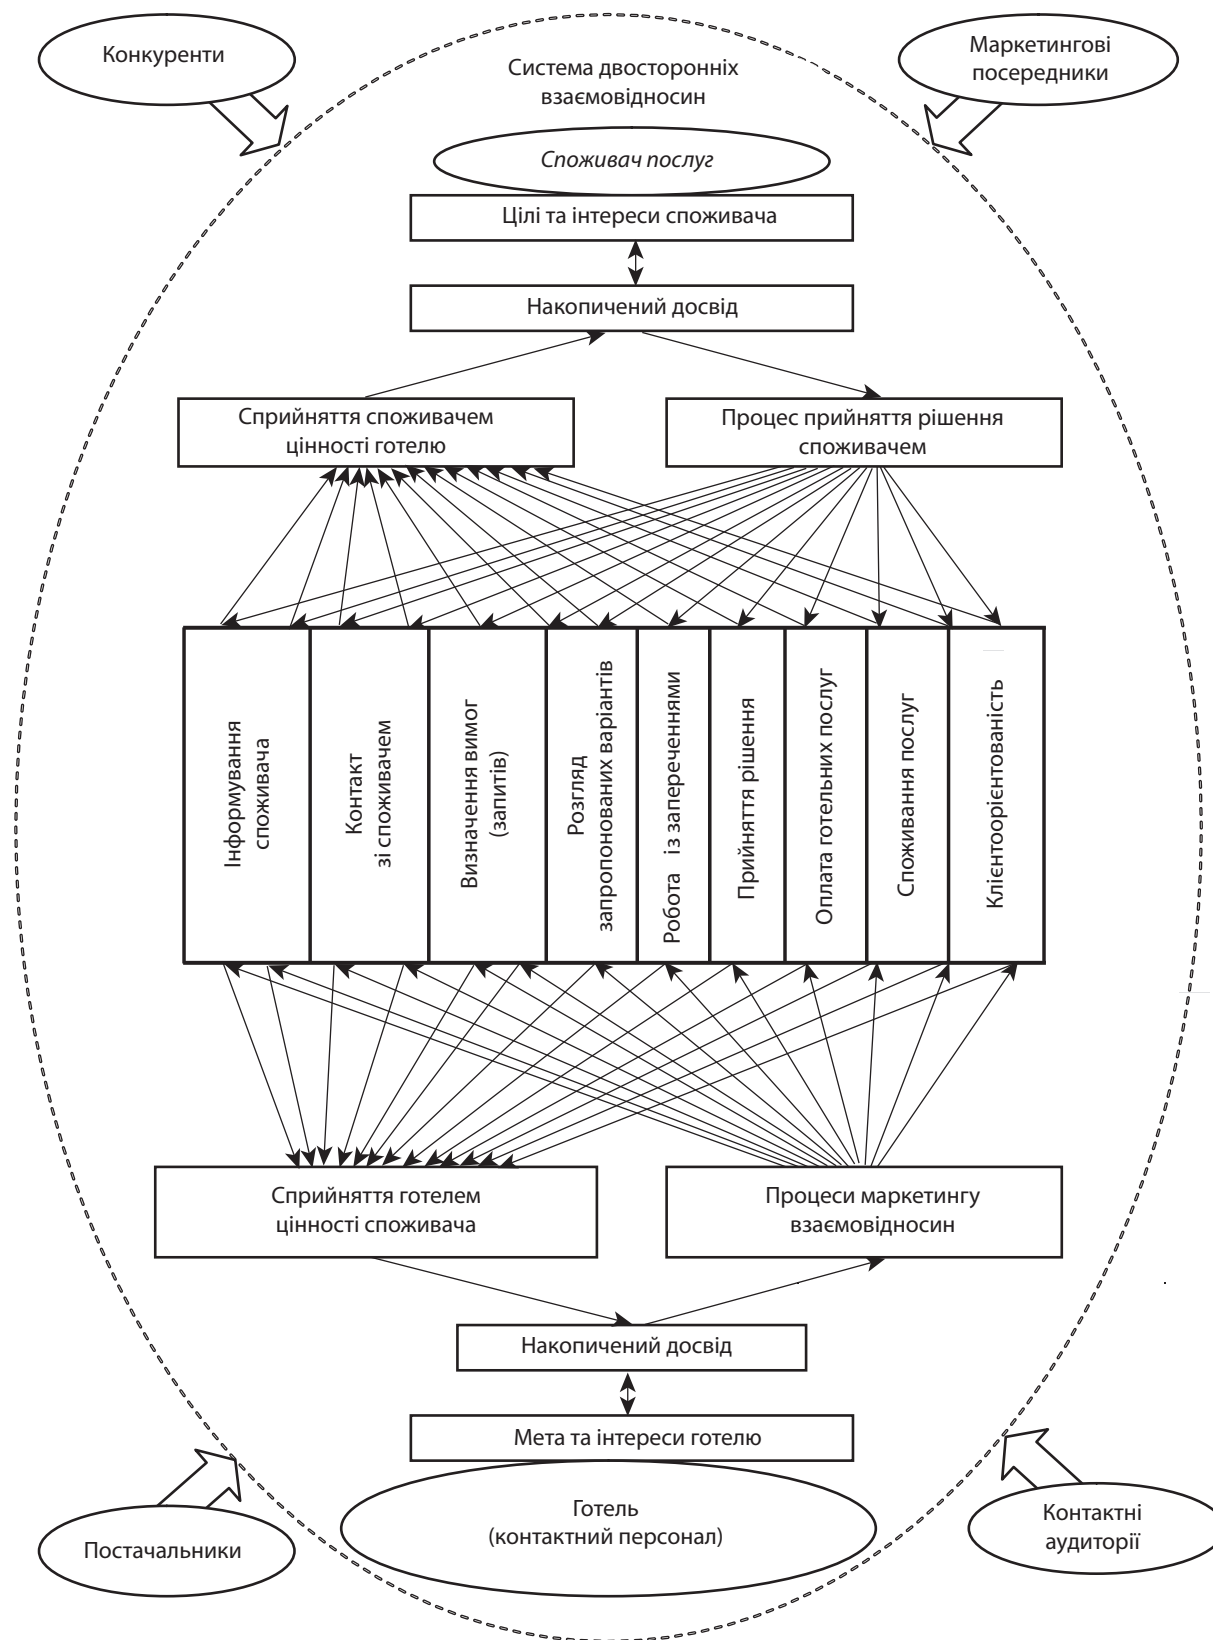 Конкуренти
Маркетингові
посередники
Система двосторонніх
взаємовідносин
Споживач послуг
Цілі та інтереси споживача
Накопичений досвід
Сприйняття споживачем
цінності готелю
Процес прийняття рішення
споживачем
Інформування
споживача
Контакт
зі споживачем
Визначення вимог
(запитів)
Розгляд
запропонованих варіантів
Робота із запереченнями
Прийняття рішення
Оплата готельних послуг
Споживання послуг
Клієнтоорієнтованість
Сприйняття готелем
цінності споживача
Процеси маркетингу
взаємовідносин
Накопичений досвід
Мета та інтереси готелю
Готель
(контактний персонал)
Постачальники
Контактні
аудиторії